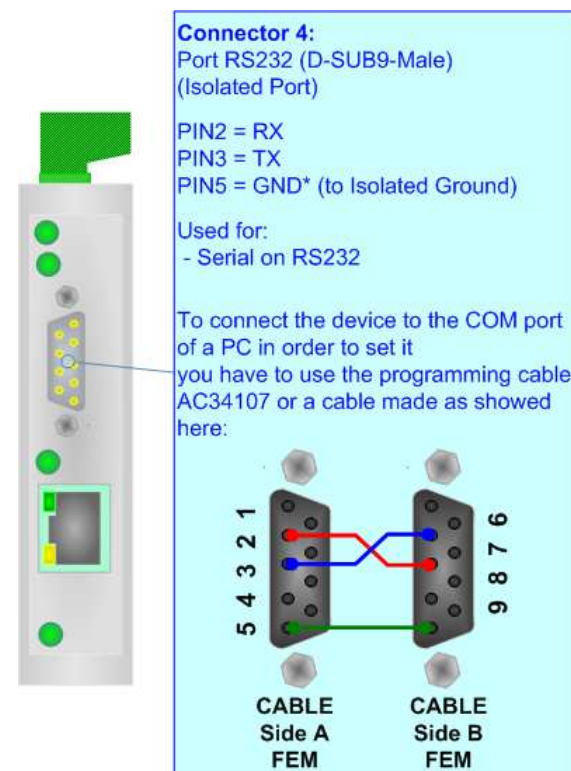 Connector 4:
Port RS232 (D-SUB9-Male)
(Isolated Port)
PIN2 = RX
PIN3 = TX
PIN5 = GND* (to Isolated Ground)
Used for:
- Serial on RS232
To connect the device to the COM port
of a PC in order to set it
you have to use the programming cable
AC34107 or a cable made as showed
here:
1
2
3
4
5
6
7
8
9
CABLE
Side A
FEM
CABLE
Side B
FEM